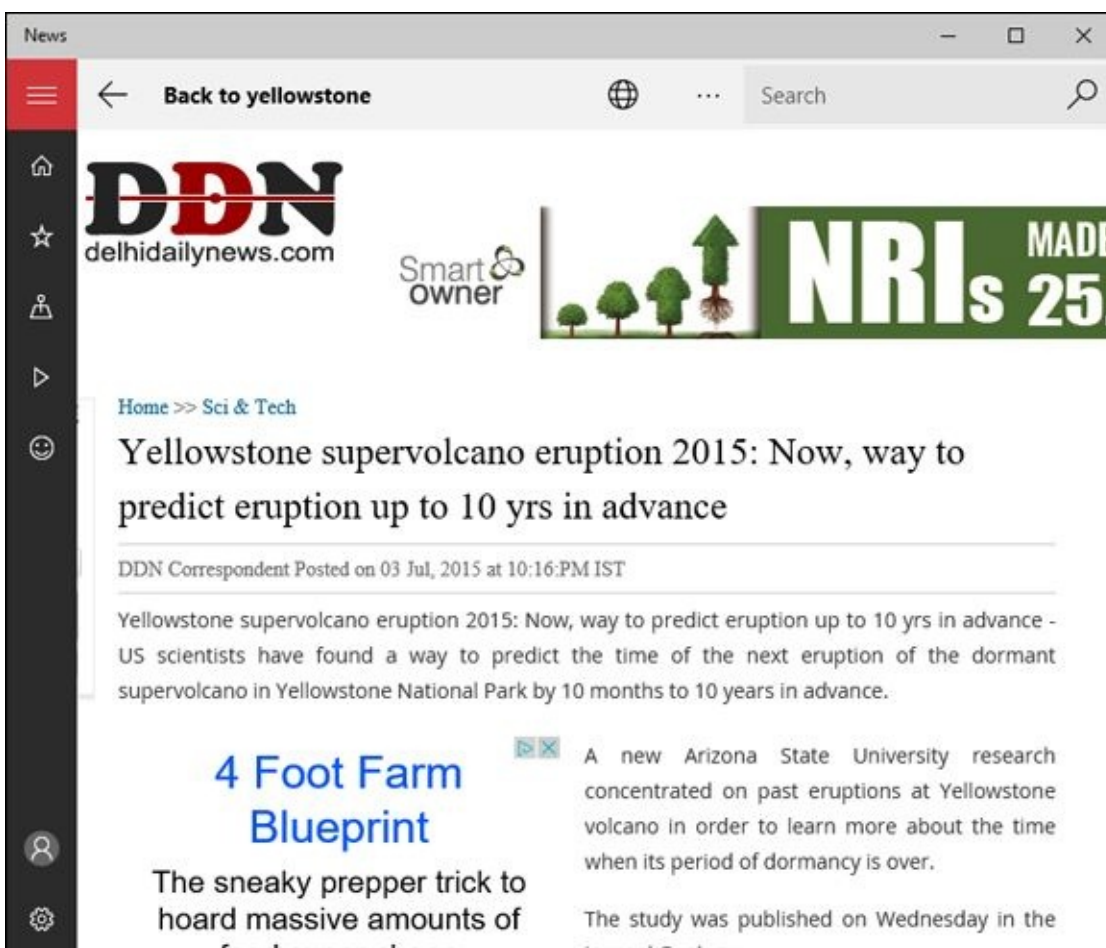 News
Back to yellowstone
Search
DDN
delhidailynews.com
Smart
owner
NRIs
MADE
25
Home >> Sci & Tech
Yellowstone supervolcano eruption 2015: Now, way to
predict eruption up to 10 yrs in advance
DDN Correspondent Posted on 03 Jul, 2015 at 10:16:PM IST
Yellowstone supervolcano eruption 2015: Now, way to predict eruption up to 10 yrs in advance -
US scientists have found a way to predict the time of the next eruption of the dormant
supervolcano in Yellowstone National Park by 10 months to 10 years in advance.
4 Foot Farm
Blueprint
The sneaky prepper trick to
hoard massive amounts of
A new Arizona State University research
concentrated on past eruptions at Yellowstone
volcano in order to learn more about the time
when its period of dormancy is over.
The study was published on Wednesday in the